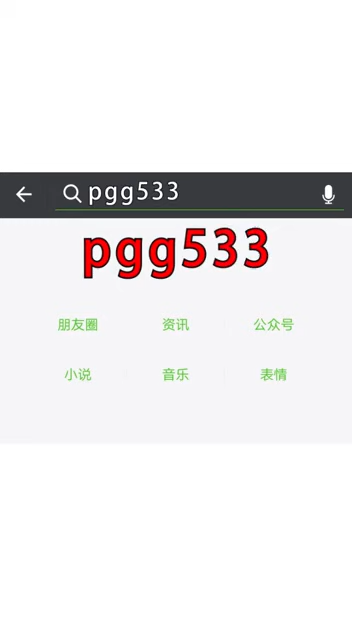 pgg533
pgg533
朋友圈 资讯 公众号
小说 音乐 表情